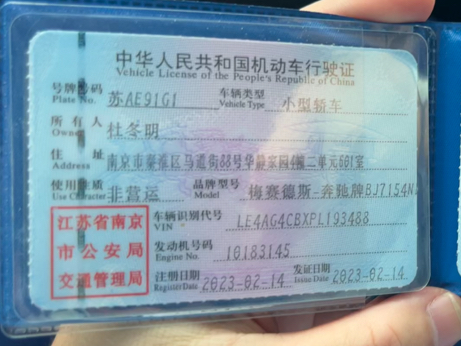 中华人民共和国机动车行驶证
Vehicle License of the People's Republic of China
号牌号码 苏AE91G1 车辆类型 小型轿车
Plate No. Vehicle Type
所有人 杜冬明
Owner
住址 南京市秦淮区马道街88号华静家园4幢二单元601室
Address
使用性质 非营运 品牌型号 梅赛德斯-奔驰牌BJ7154N
Use Character Model
江苏省南京
市公安局
交通管理局
车辆识别代号 LE4AG4CBXPL193488
VIN
发动机号码 10183145
Engine No.
注册日期 2023-02-14 发证日期 2023-02-14
Register Date Issue Date